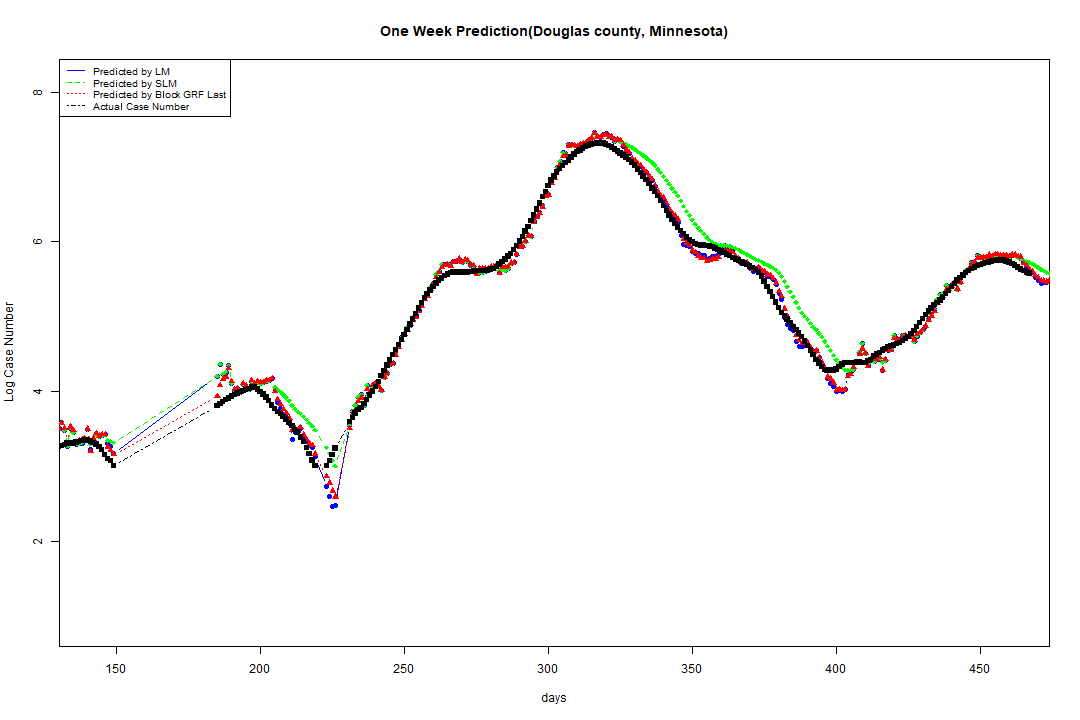 One Week Prediction(Douglas county, Minnesota)
Predicted by LM
Predicted by SLM
Predicted by Block GRF Last
Actual Case Number
8
6
4
2
Log Case Number
150 200 250 300 350 400 450
days